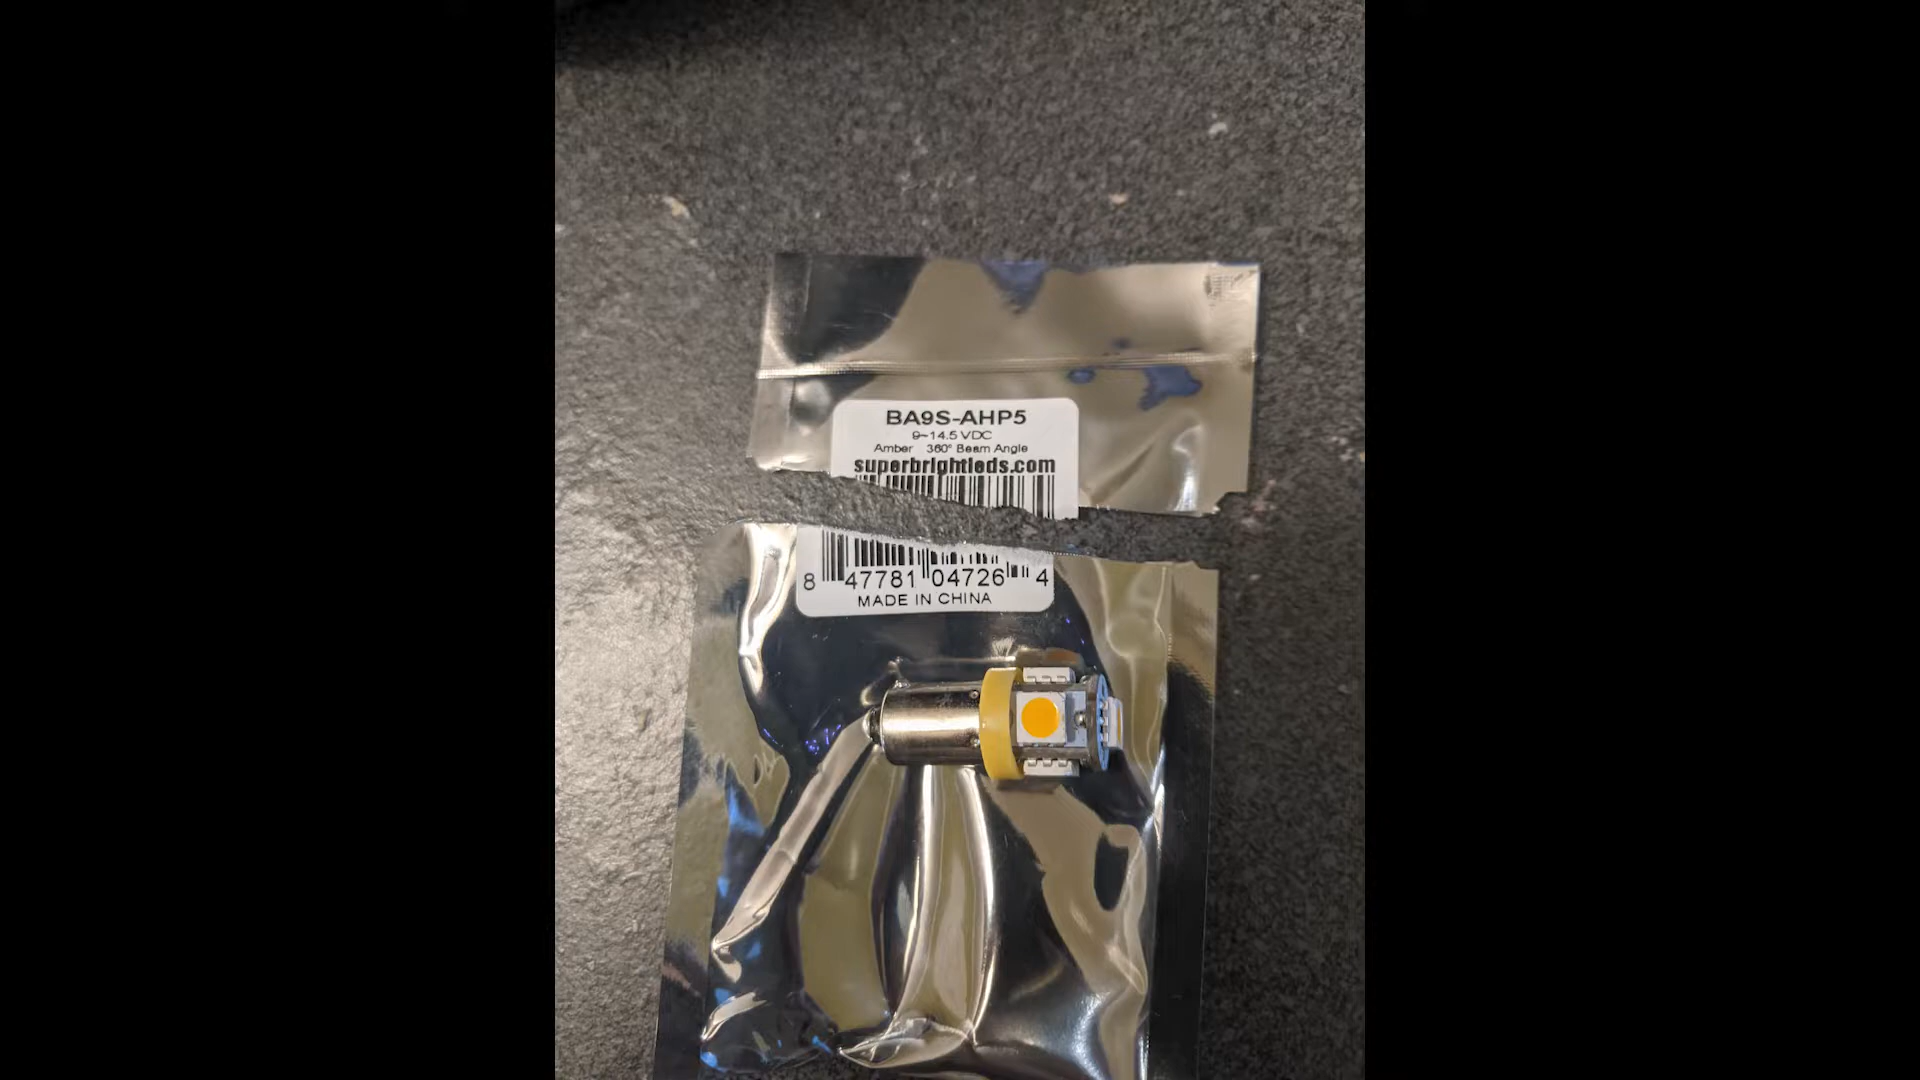 BA9S-AHP5
9~14.5 VDC
Amber 360° Beam Angle
superbrightleds.com
8 47781 04726 4
MADE IN CHINA